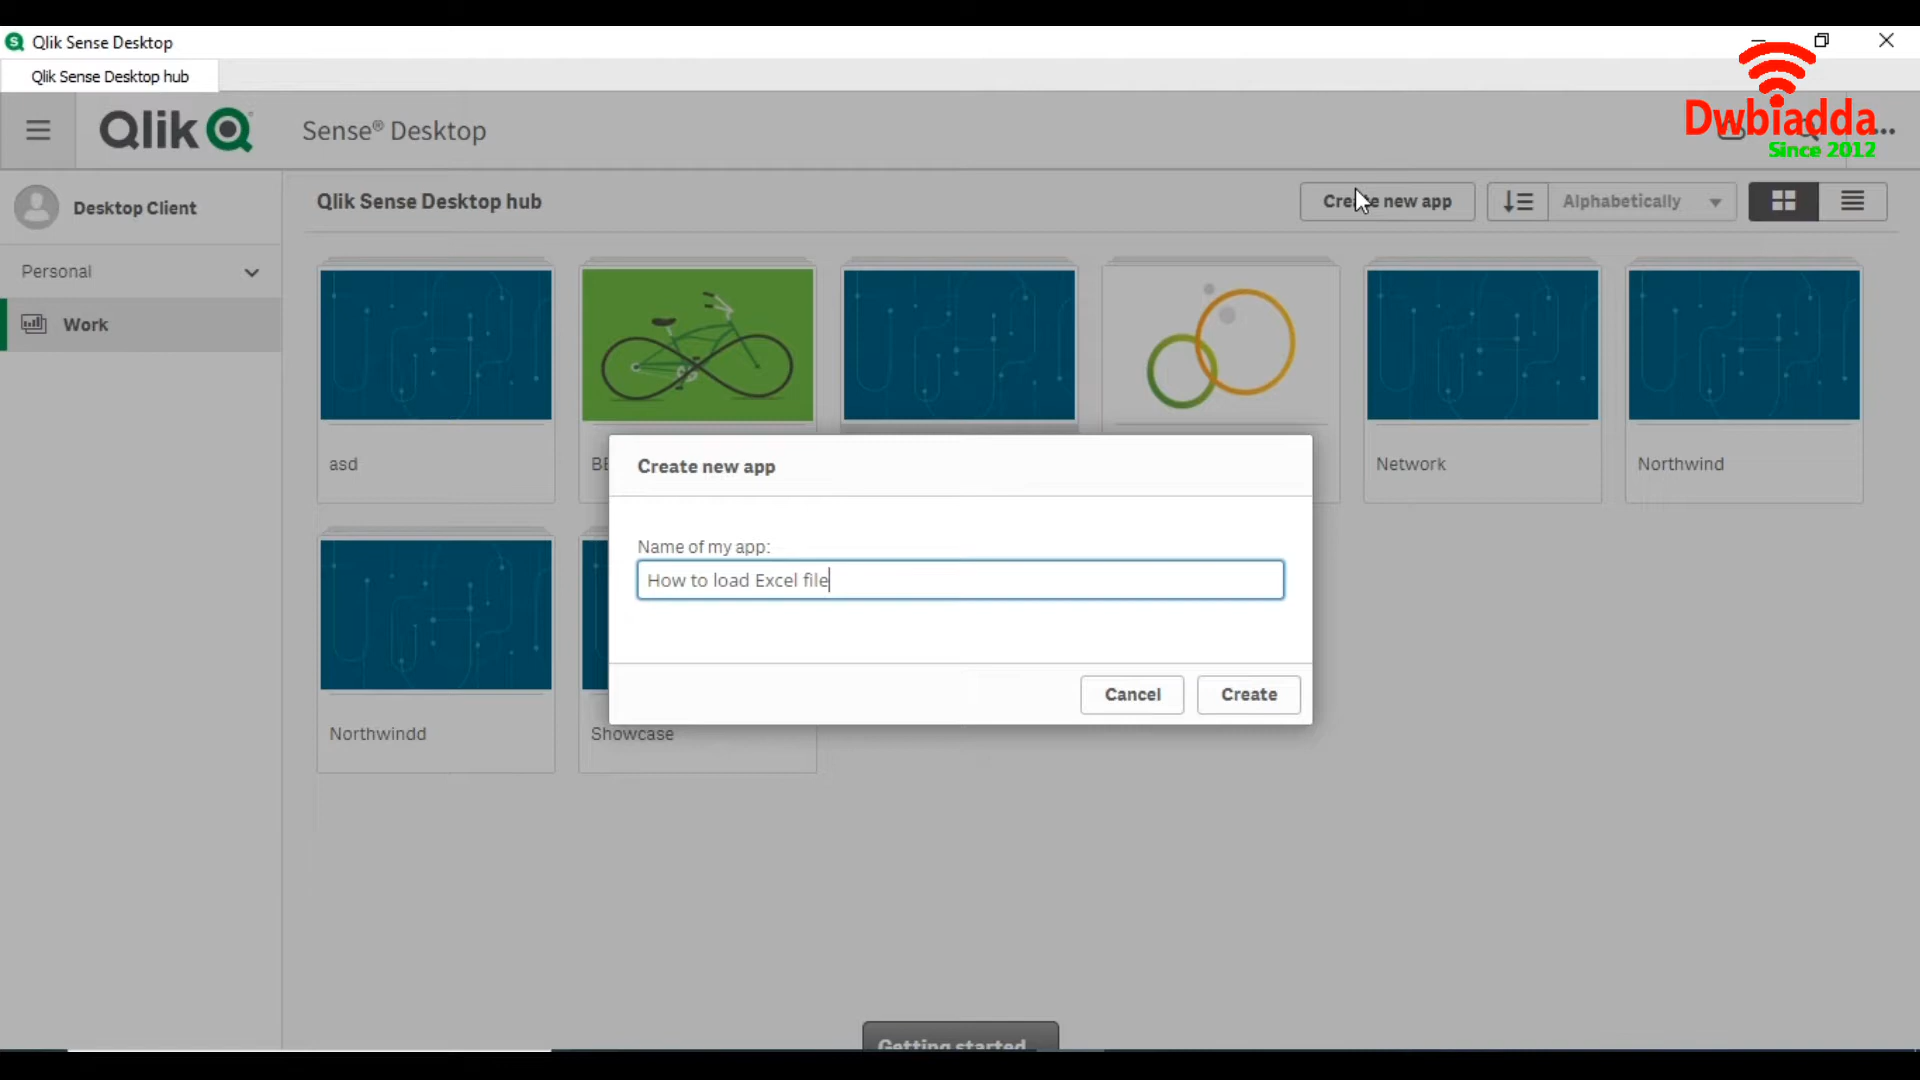 Qlik Sense Desktop
Qlik Sense Desktop hub
Qlik
Sense® Desktop
Dwbiadda
Since 2012
Desktop Client
Qlik Sense Desktop hub
Create new app
Alphabetically
Personal
Work
asd
Network
Northwind
Create new app
Name of my app:
How to load Excel file
Cancel
Create
Northwindd
Showcase
Getting started